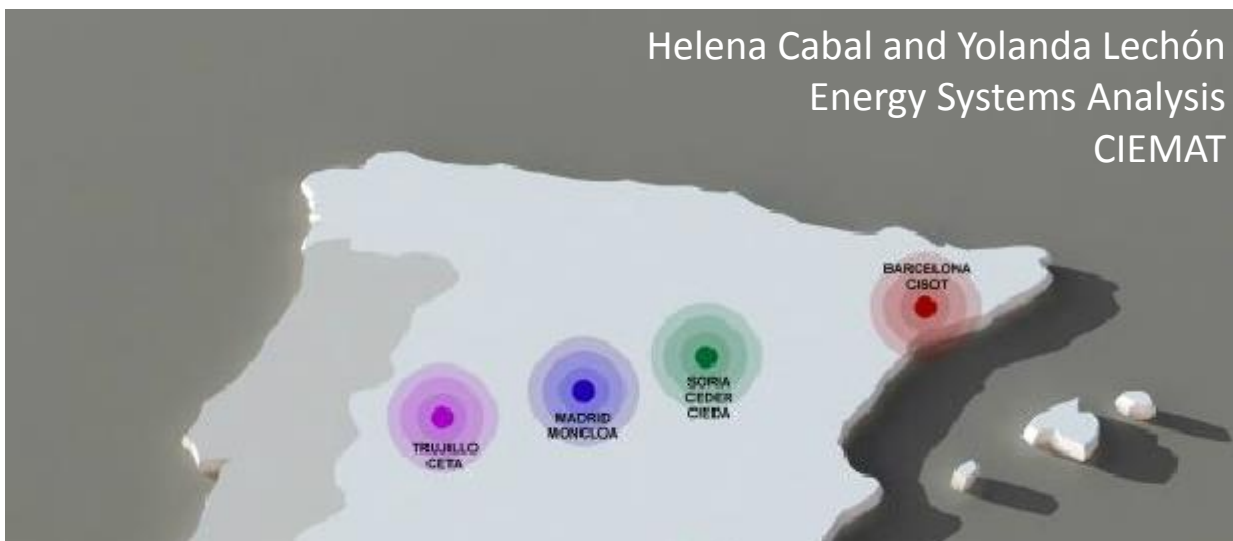 Helena Cabal and Yolanda Lechón
Energy Systems Analysis
CIEMAT
BARCELONA
CISOT
SORIA
CEDER
CIEDA
MADRID
MONCLOA
TRUJILLO
CETA